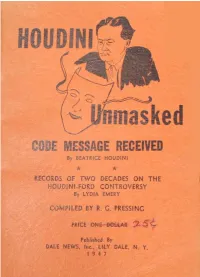 HOUDINI
Unmasked
CODE MESSAGE RECEIVED
By BEATRICE HOUDINI
RECORDS OF TWO DECADES ON THE
HOUDINI-FORD CONTROVERSY
By LYDIA EMERY
COMPILED BY R. G. PRESSING
PRICE ONE DOLLAR 25¢
Published By
DALE NEWS, Inc., LILY DALE, N. Y.
1947